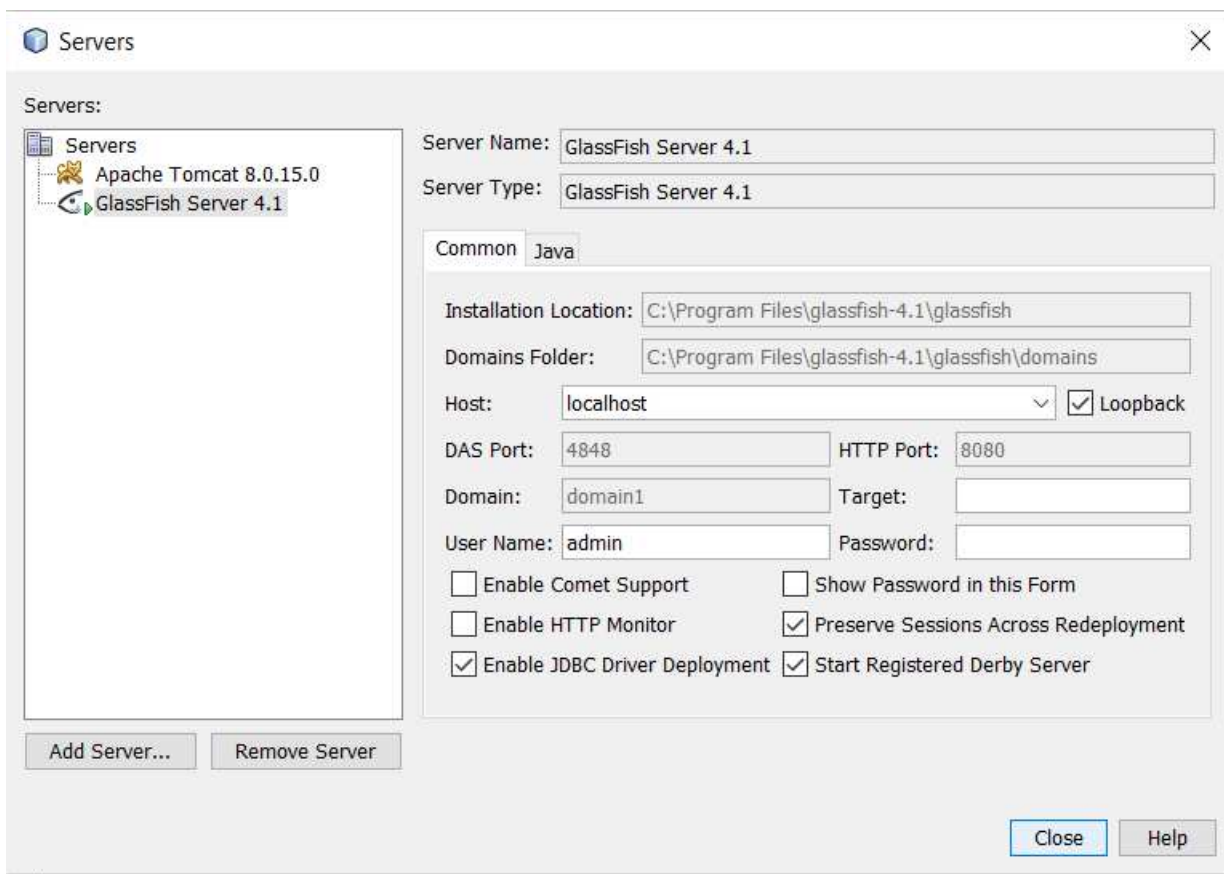 Servers
Servers:
Servers
Apache Tomcat 8.0.15.0
GlassFish Server 4.1
Add Server...
Remove Server
Server Name: GlassFish Server 4.1
Server Type: GlassFish Server 4.1
Common Java
Installation Location: C:\Program Files\glassfish-4.1\glassfish
Domains Folder: C:\Program Files\glassfish-4.1\glassfish\domains
Host: localhost Loopback
DAS Port: 4848 HTTP Port: 8080
Domain: domain1 Target:
User Name: admin Password:
Enable Comet Support Show Password in this Form
Enable HTTP Monitor Preserve Sessions Across Redeployment
Enable JDBC Driver Deployment Start Registered Derby Server
Close Help